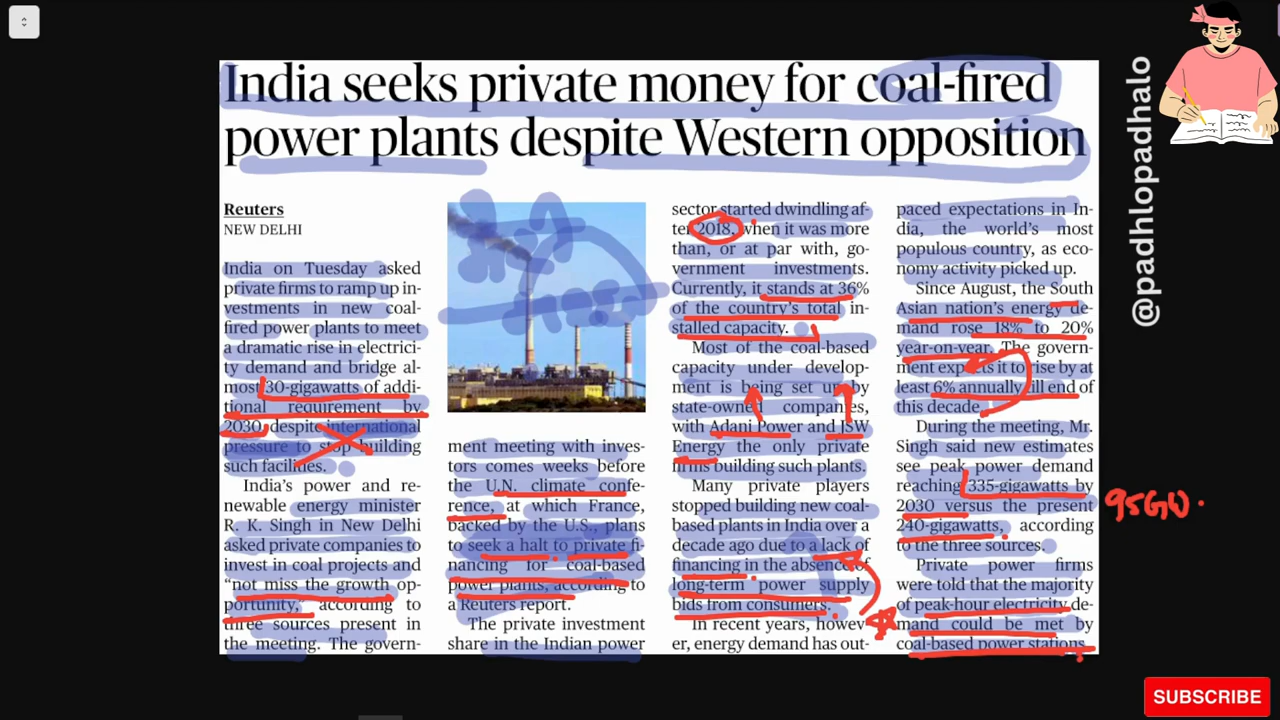 India seeks private money for coal-fired
power plants despite Western opposition
Reuters
NEW DELHI
India on Tuesday asked
private firms to ramp up in-
vestments in new coal-
fired power plants to meet
a dramatic rise in electrici-
ty demand and bridge al-
most 30-gigawatts of addi-
tional requirement by
2030, despite international
pressure to stop building
such facilities.
India's power and re-
newable energy minister
R. K. Singh in New Delhi
asked private companies to
invest in coal projects and
“not miss the growth op-
portunity,” according to
three sources present in
the meeting. The govern-
ment meeting with inves-
tors comes weeks before
the U.N. climate confe-
rence, at which France,
backed by the U.S., plans
to seek a halt to private fi-
nancing for coal-based
power plants, according to
a Reuters report.
The private investment
share in the Indian power
sector started dwindling af-
ter 2018, when it was more
than, or at par with, go-
vernment investments.
Currently, it stands at 36%
of the country's total in-
stalled capacity.
Most of the coal-based
capacity under develop-
ment is being set up by
state-owned companies,
with Adani Power and JSW
Energy the only private
firms building such plants.
Many private players
stopped building new coal-
based plants in India over a
decade ago due to a lack of
financing in the absence of
long-term power supply
bids from consumers.
In recent years, howev-
er, energy demand has out-
paced expectations in In-
dia, the world's most
populous country, as eco-
nomy activity picked up.
Since August, the South
Asian nation's energy de-
mand rose 18% to 20%
year-on-year. The govern-
ment expects it to rise by at
least 6% annually till end of
this decade.
During the meeting, Mr.
Singh said new estimates
see peak power demand
reaching 335-gigawatts by
2030 versus the present
240-gigawatts, according
to the three sources.
Private power firms
were told that the majority
of peak-hour electricity de-
mand could be met by
coal-based power stations.
95GW.
@padhlopadhalo
SUBSCRIBE